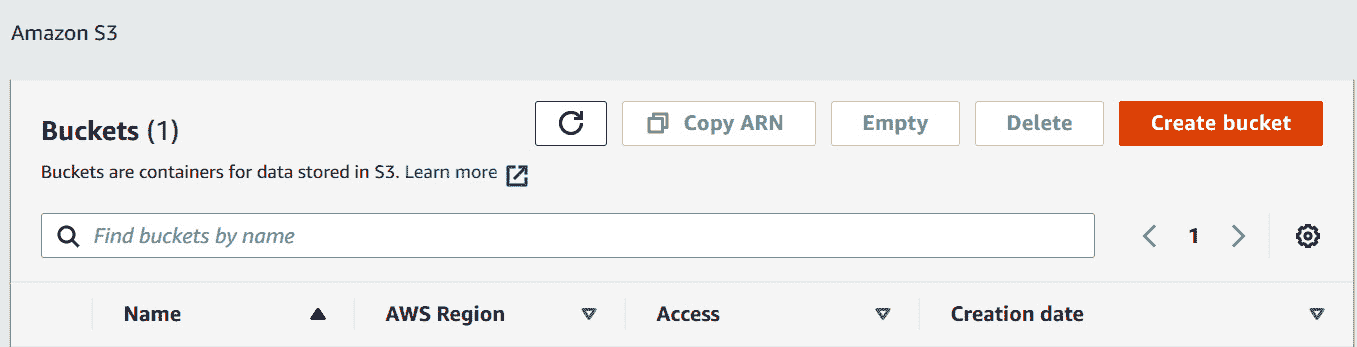 Amazon S3
Buckets (1)
Copy ARN
Empty
Delete
Create bucket
Buckets are containers for data stored in S3. Learn more
Find buckets by name
1
Name
AWS Region
Access
Creation date